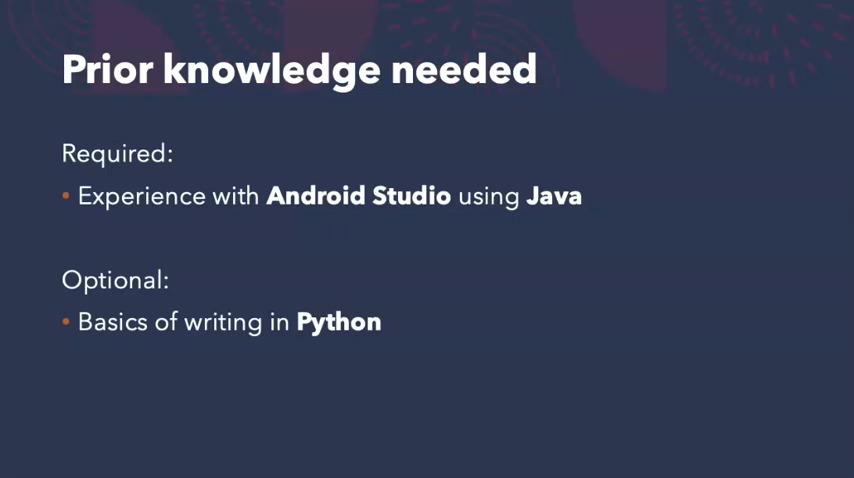 Prior knowledge needed
Required:
• Experience with Android Studio using Java
Optional:
• Basics of writing in Python